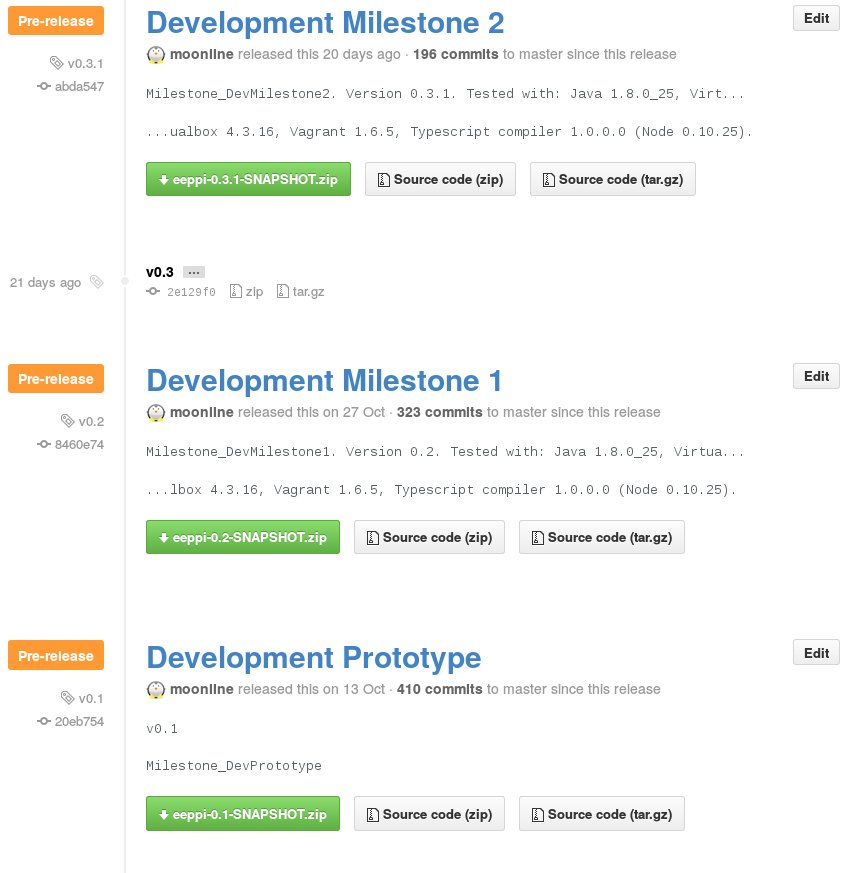 Pre-release
Development Milestone 2
Edit
v0.3.1
abda547
moonline released this 20 days ago · 196 commits to master since this release
Milestone_DevMilestone2. Version 0.3.1. Tested with: Java 1.8.0_25, Virt...
...ualbox 4.3.16, Vagrant 1.6.5, Typescript compiler 1.0.0.0 (Node 0.10.25).
eeppi-0.3.1-SNAPSHOT.zip
Source code (zip)
Source code (tar.gz)
21 days ago
v0.3 ...
2e129f0 zip tar.gz
Pre-release
Development Milestone 1
Edit
v0.2
8460e74
moonline released this on 27 Oct · 323 commits to master since this release
Milestone_DevMilestone1. Version 0.2. Tested with: Java 1.8.0_25, Virtua...
...lbox 4.3.16, Vagrant 1.6.5, Typescript compiler 1.0.0.0 (Node 0.10.25).
eeppi-0.2-SNAPSHOT.zip
Source code (zip)
Source code (tar.gz)
Pre-release
Development Prototype
Edit
v0.1
20eb754
moonline released this on 13 Oct · 410 commits to master since this release
v0.1
Milestone_DevPrototype
eeppi-0.1-SNAPSHOT.zip
Source code (zip)
Source code (tar.gz)